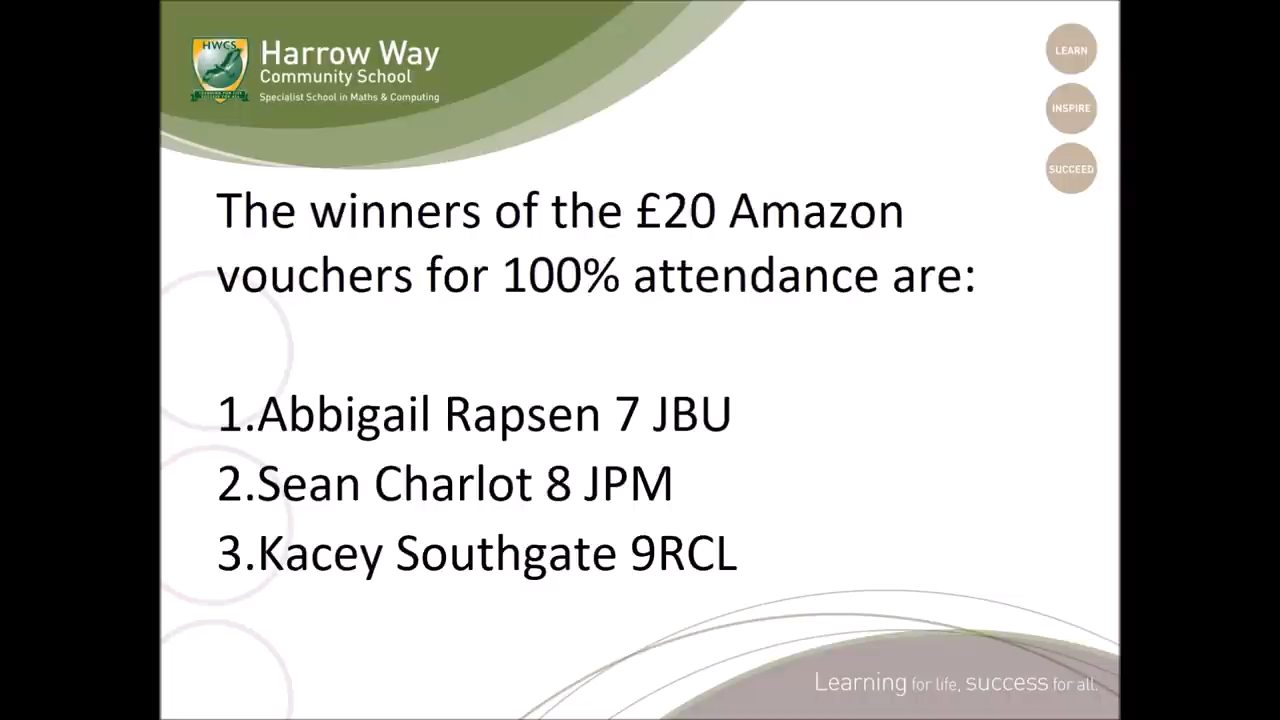 HWCS
Harrow Way
Community School
Specialist School in Maths & Computing
LEARN
INSPIRE
SUCCEED
The winners of the £20 Amazon
vouchers for 100% attendance are:
1.Abbigail Rapsen 7 JBU
2.Sean Charlot 8 JPM
3.Kacey Southgate 9RCL
Learning for life, success for all.